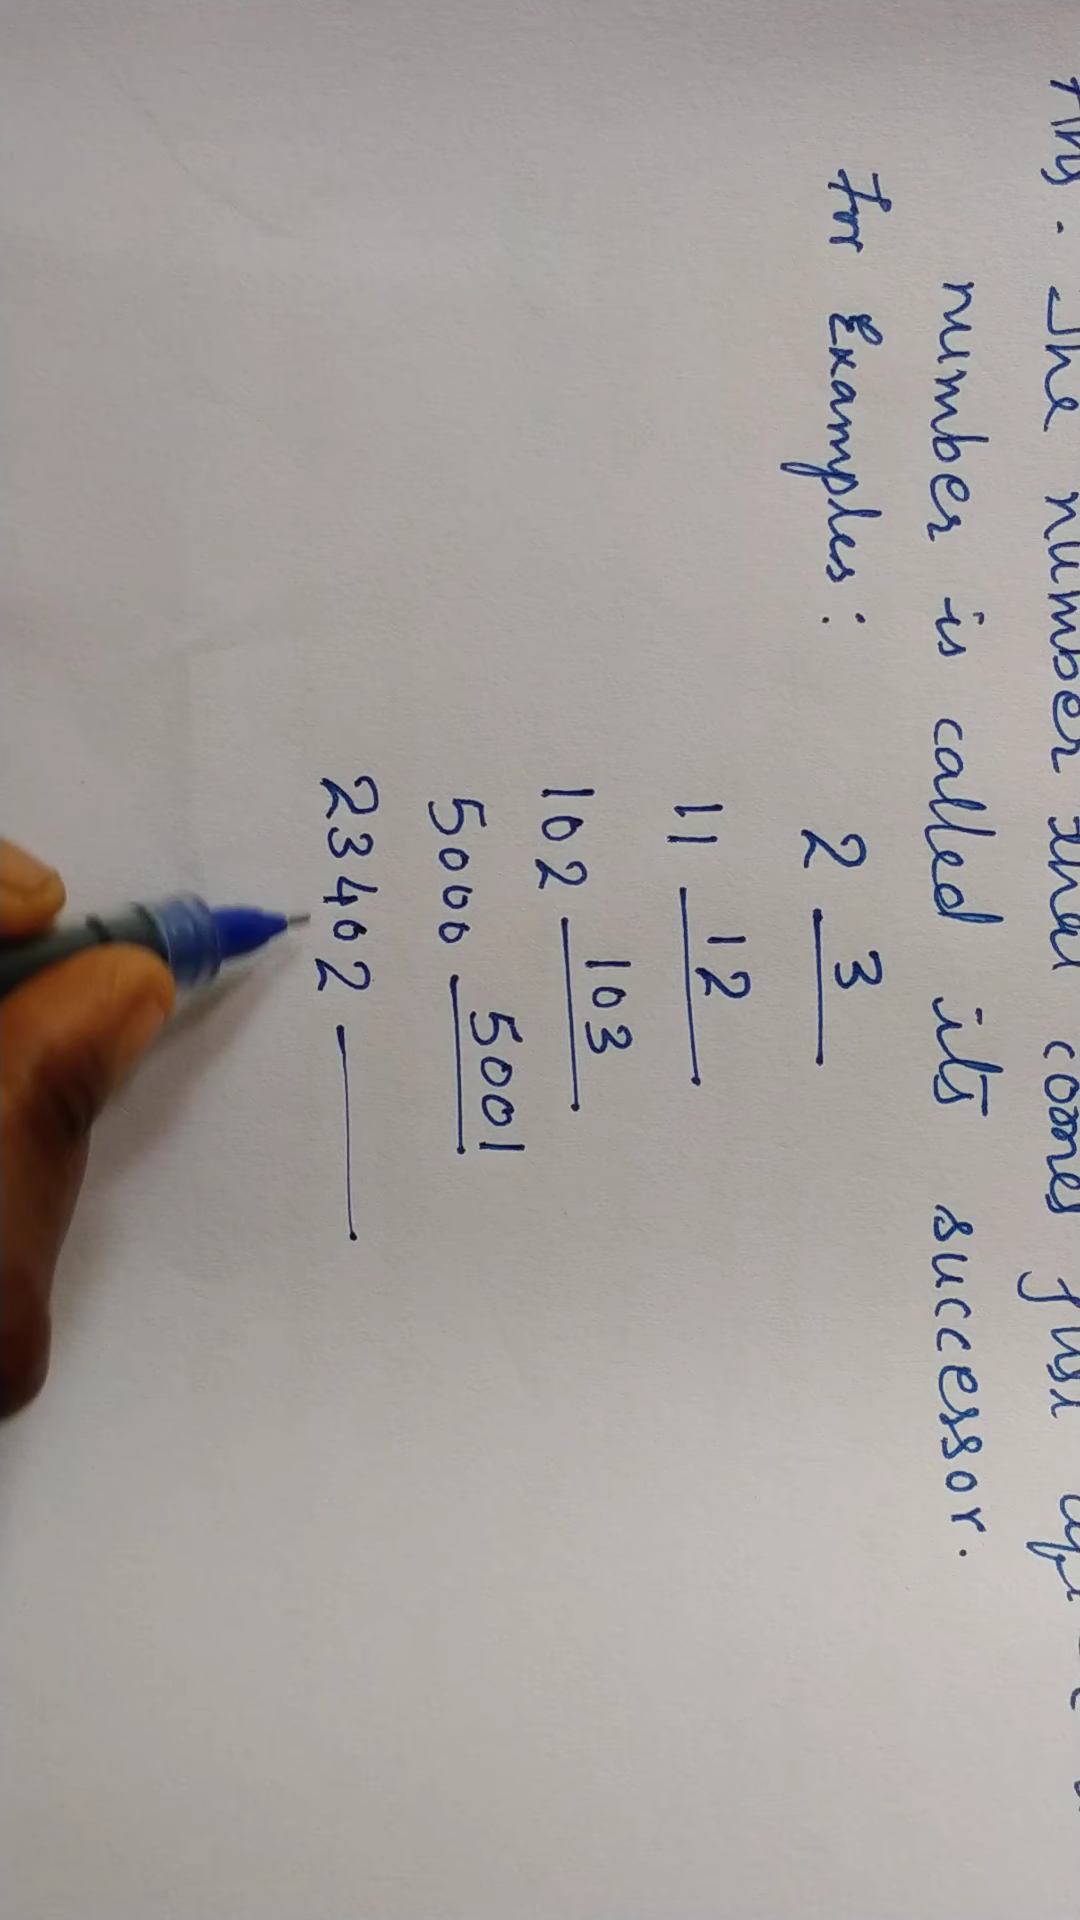 Ans. The number that comes just
number is called its successor.
For Examples:
2 3
11 12
102 103
5000 5001
23402